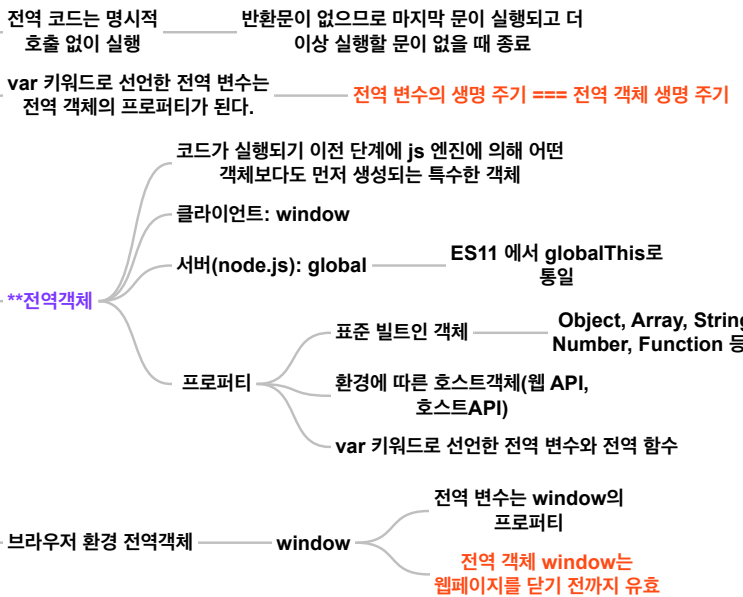 전역 코드는 명시적
호출 없이 실행
반환문이 없으므로 마지막 문이 실행되고 더
이상 실행할 문이 없을 때 종료
var 키워드로 선언한 전역 변수는
전역 객체의 프로퍼티가 된다.
전역 변수의 생명 주기 === 전역 객체 생명 주기
**전역객체
코드가 실행되기 이전 단계에 js 엔진에 의해 어떤
객체보다도 먼저 생성되는 특수한 객체
클라이언트: window
서버(node.js): global
ES11 에서 globalThis로
통일
프로퍼티
표준 빌트인 객체
Object, Array, String
Number, Function 등
환경에 따른 호스트객체(웹 API,
호스트API)
var 키워드로 선언한 전역 변수와 전역 함수
브라우저 환경 전역객체
window
전역 변수는 window의
프로퍼티
전역 객체 window는
웹페이지를 닫기 전까지 유효